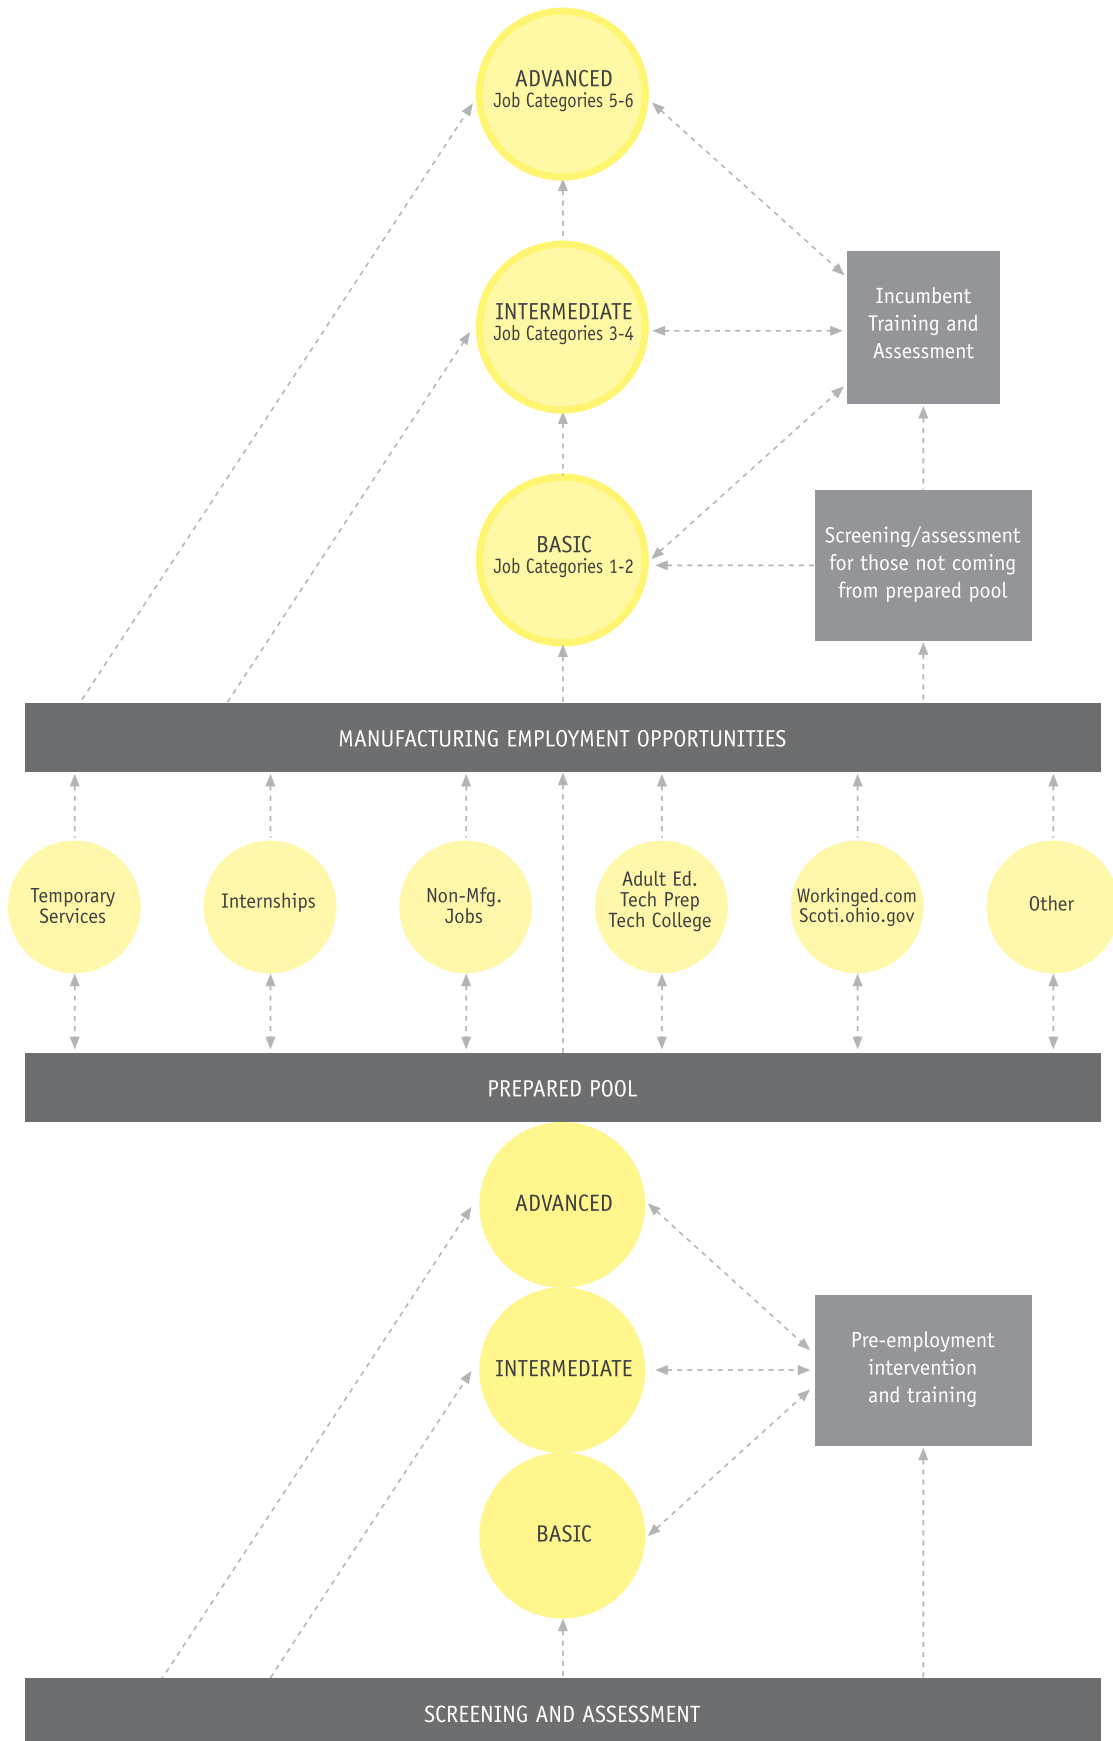 ADVANCED
Job Categories 5-6
INTERMEDIATE
Job Categories 3-4
Incumbent
Training and
Assessment
BASIC
Job Categories 1-2
Screening/assessment
for those not coming
from prepared pool
MANUFACTURING EMPLOYMENT OPPORTUNITIES
Temporary
Services
Internships
Non-Mfg.
Jobs
Adult Ed.
Tech Prep
Tech College
Workinged.com
Scoti.ohio.gov
Other
PREPARED POOL
ADVANCED
INTERMEDIATE
Pre-employment
intervention
and training
BASIC
SCREENING AND ASSESSMENT